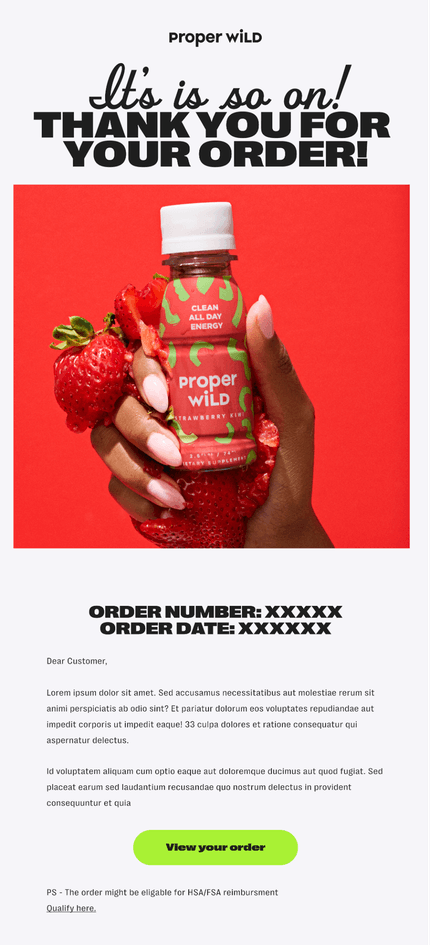 Proper WiLD
It's is so on!
THANK YOU FOR
YOUR ORDER!
CLEAN
ALL DAY
ENERGY
proper
wiLD
STRAWBERRY KIWI
DIETARY SUPPLEMENT
ORDER NUMBER: XXXXX
ORDER DATE: XXXXXX
Dear Customer,
Lorem ipsum dolor sit amet. Sed accusamus necessitatibus aut molestiae rerum sit
animi perspiciatis ab odio sint? Et pariatur dolorum eos voluptates repudiandae aut
impedit corporis ut impedit eaque! 33 culpa dolores et ratione consequatur qui
aspernatur delectus.
Id voluptatem aliquam cum optio eaque aut doloremque ducimus aut quod fugiat. Sed
placeat earum sed laudantium recusandae quo nostrum delectus in provident
consequuntur et quia
View your order
PS - The order might be eligable for HSA/FSA reimbursment
Qualify here.